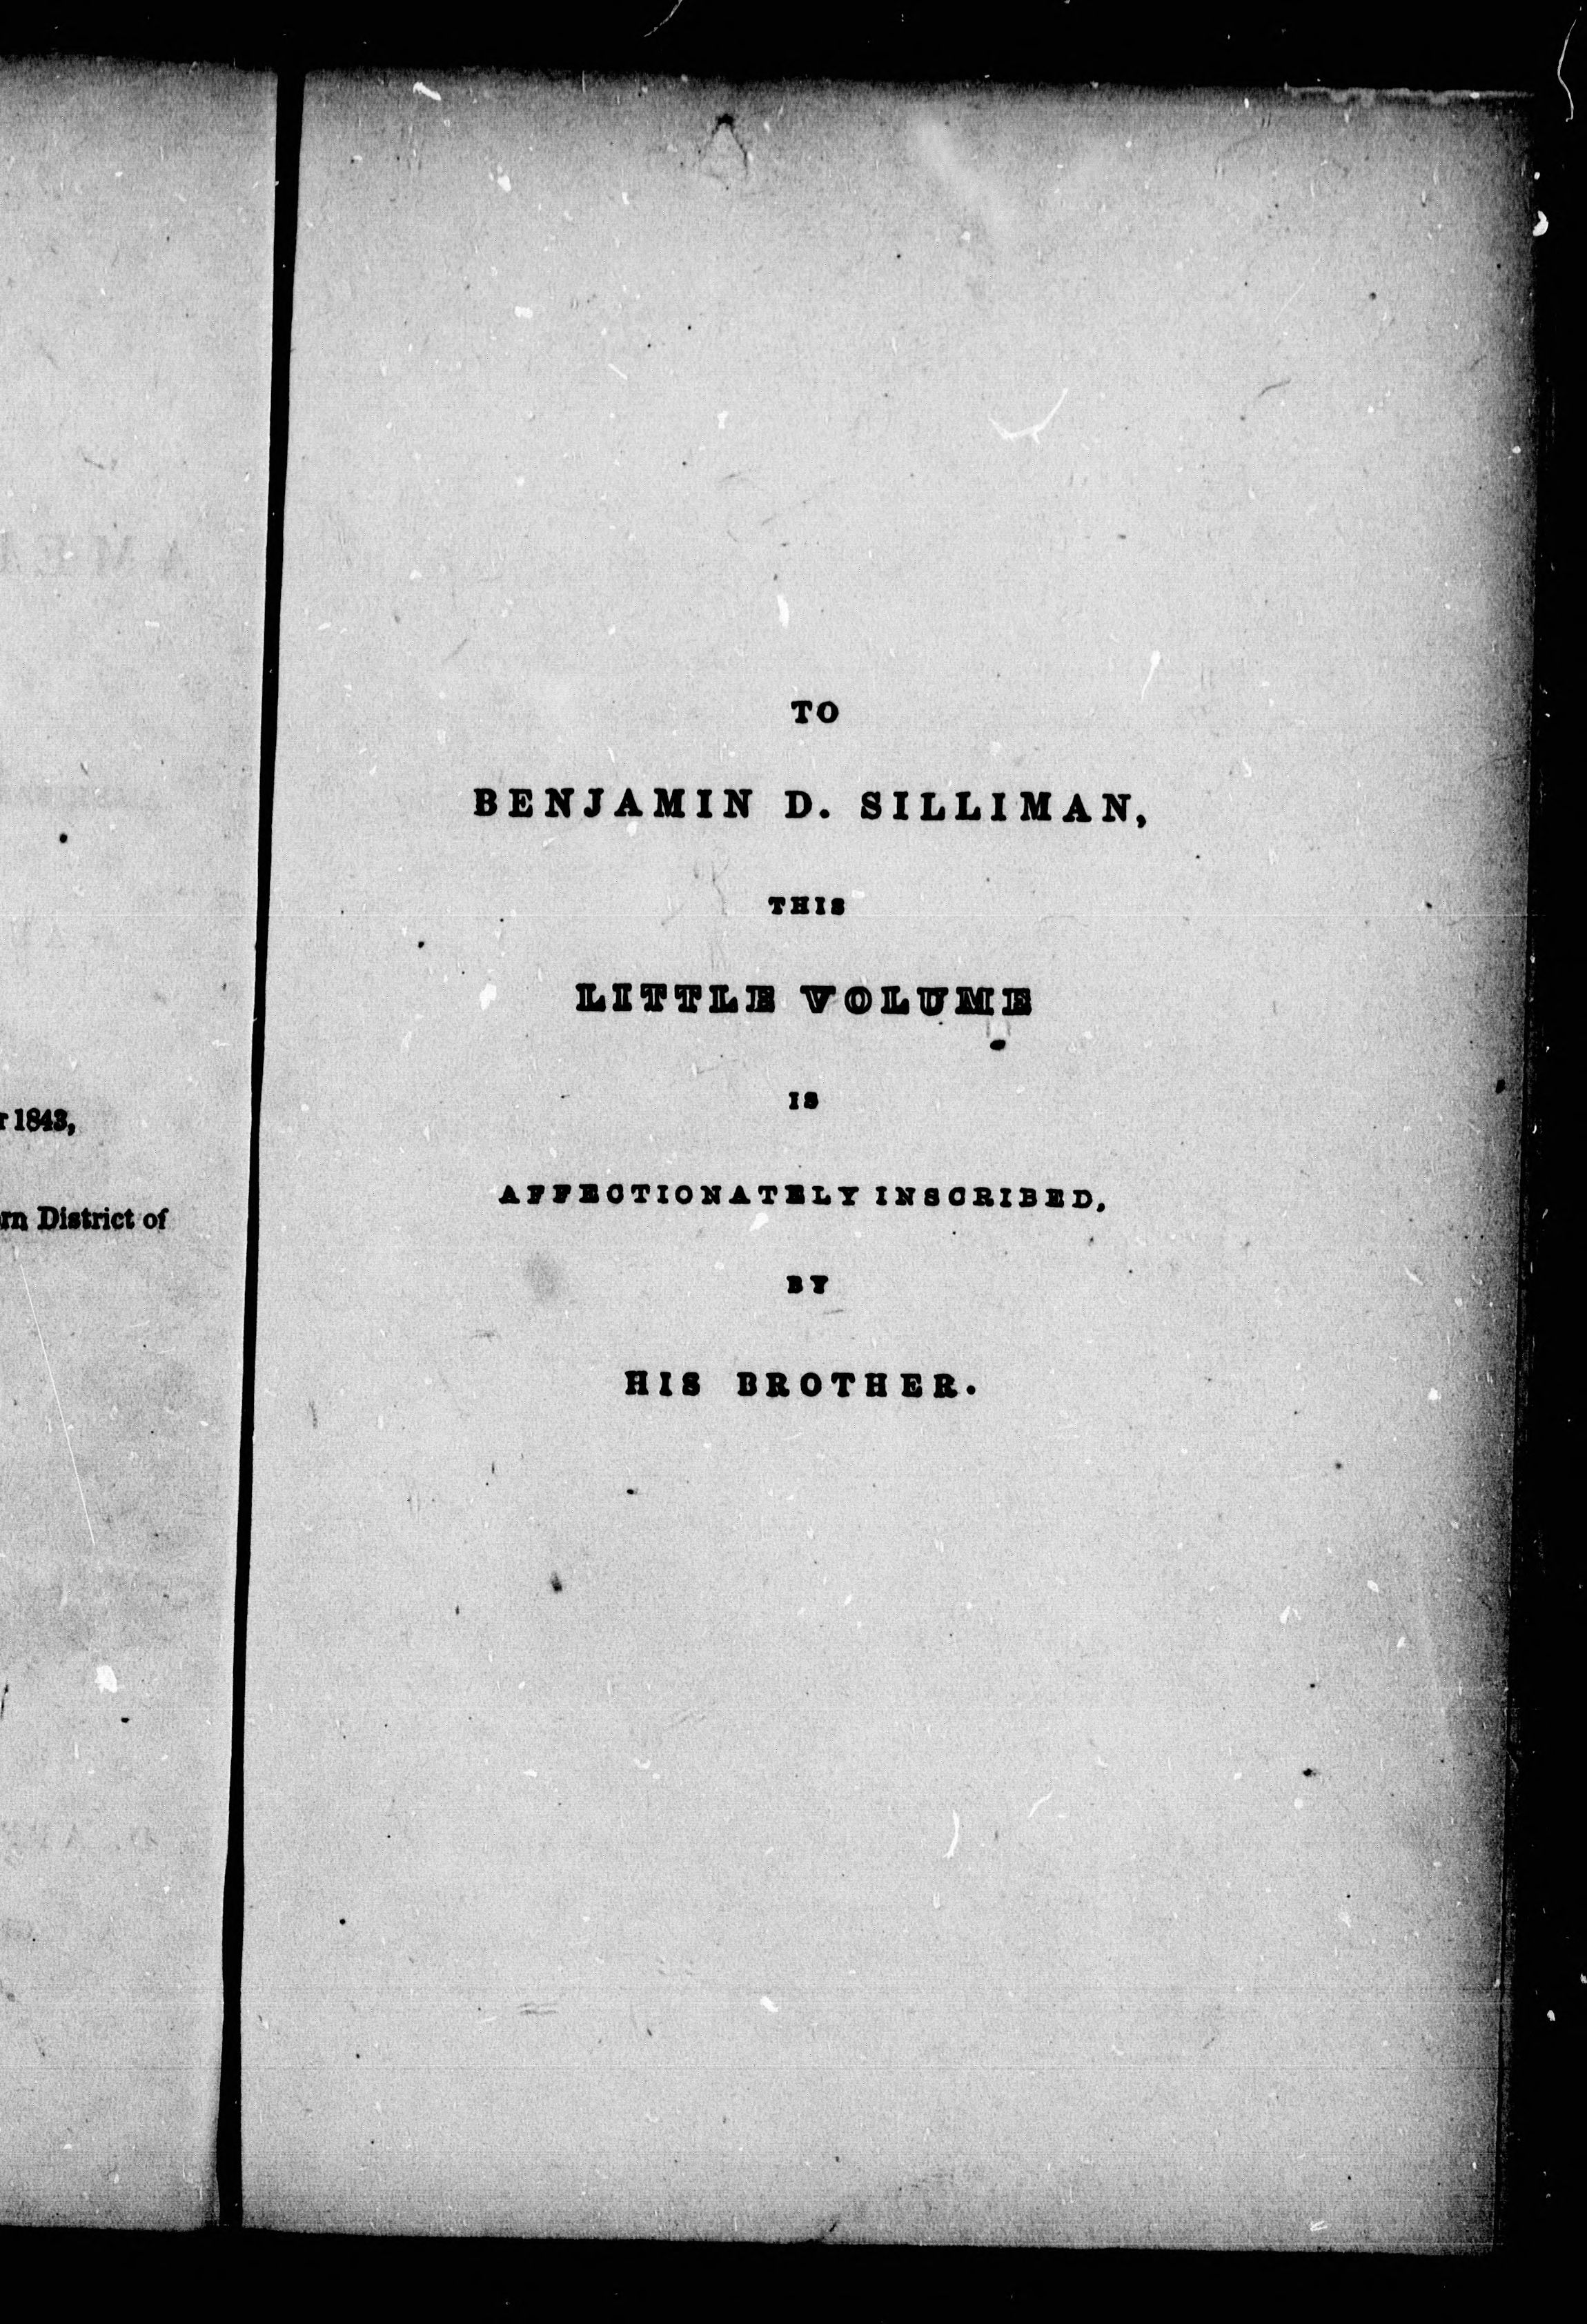 r 1843,
rn District of
TO
BENJAMIN D. SILLIMAN,
THIS
LITTLE VOLUME
IS
AFFECTIONATELY INSCRIBED,
BY
HIS BROTHER.